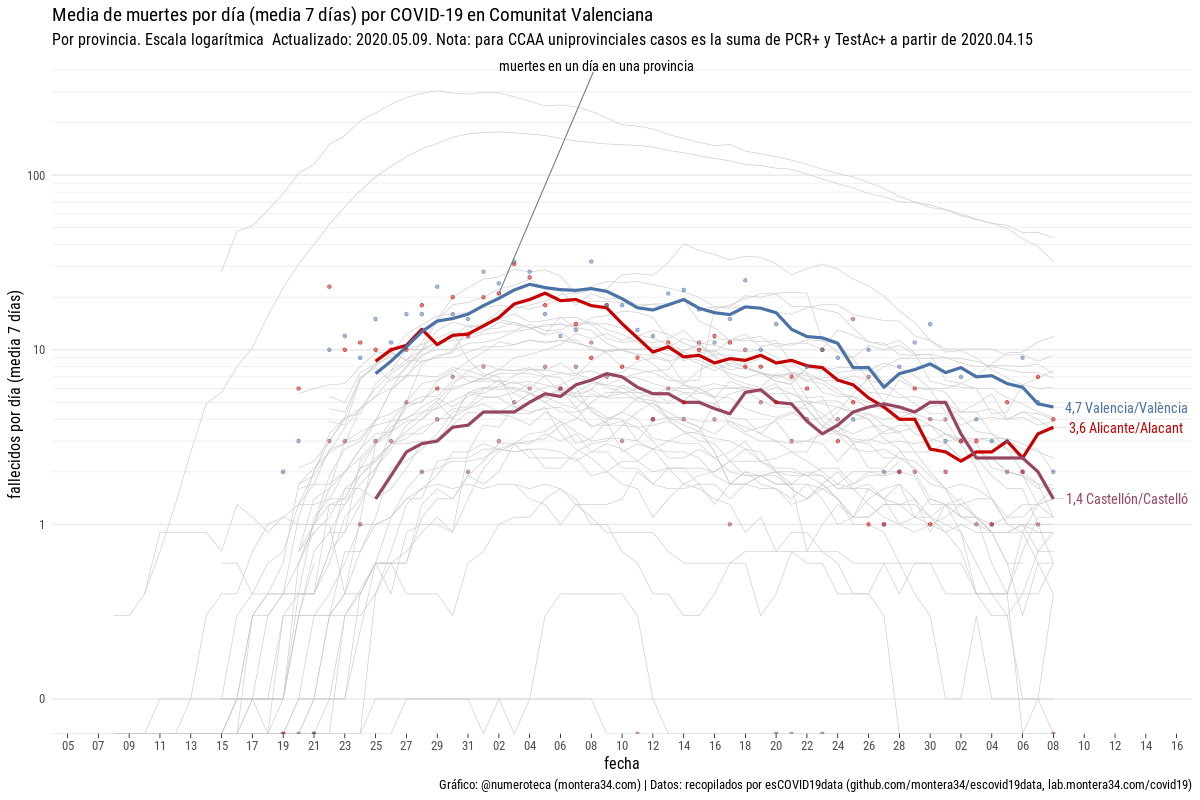 Media de muertes por día (media 7 días) por COVID-19 en Comunitat Valenciana
Por provincia. Escala logarítmica  Actualizado: 2020.05.09. Nota: para CCAA uniprovinciales casos es la suma de PCR+ y TestAc+ a partir de 2020.04.15
muertes en un día en una provincia
fallecidos por día (media  7 días)
100
10
1
0
4,7 Valencia/València
3,6 Alicante/Alacant
1,4 Castellón/Castelló
05 07 09 11 13 15 17 19 21 23 25 27 29 31 02 04 06 08 10 12 14 16 18 20 22 24 26 28 30 02 04 06 08 10 12 14 16
fecha
Gráfico: @numeroteca (montera34.com) | Datos: recopilados por esCOVID19data (github.com/montera34/escovid19data, lab.montera34.com/covid19)